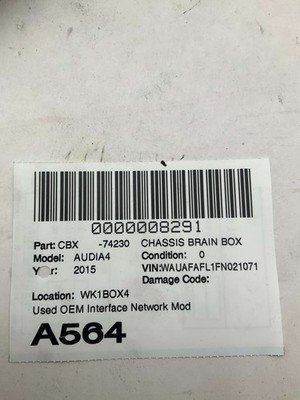 0000008291
Part: CBX -74230 CHASSIS BRAIN BOX
Model: AUDIA4 Condition: 0
2015 VIN:WAUAFAFL1FN021071
Damage Code:
Location: WK1BOX4
Used OEM Interface Network Mod
A564